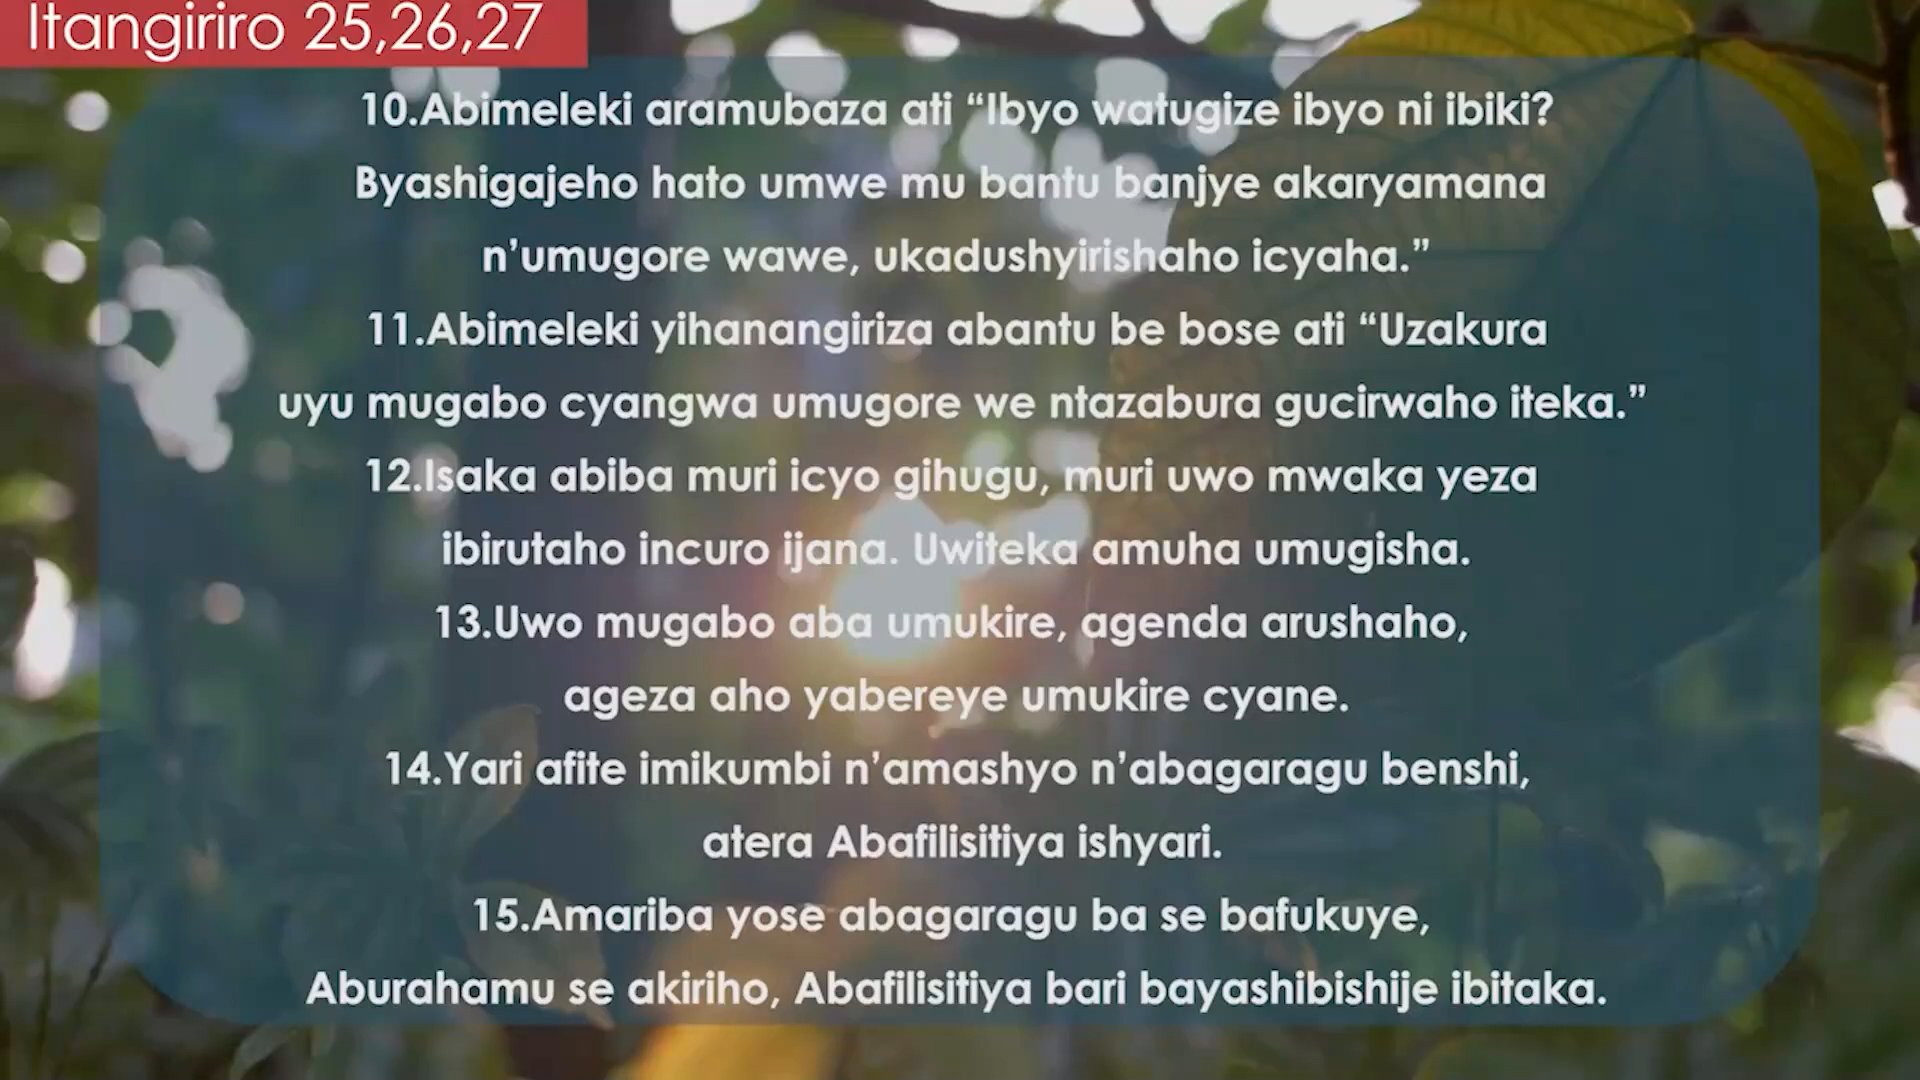 Itangiriro 25,26,27
10.Abimeleki aramubaza ati “Ibyo watugize ibyo ni ibiki?
Byashigajeho hato umwe mu bantu banjye akaryamana
n’umugore wawe, ukadushyirishaho icyaha.”
11.Abimeleki yihanangiriza abantu be bose ati “Uzakura
uyu mugabo cyangwa umugore we ntazabura gucirwaho iteka.”
12.Isaka abiba muri icyo gihugu, muri uwo mwaka yeza
ibirutaho incuro ijana. Uwiteka amuha umugisha.
13.Uwo mugabo aba umukire, agenda arushaho,
ageza aho yabereye umukire cyane.
14.Yari afite imikumbi n’amashyo n’abagaragu benshi,
atera Abafilisitiya ishyari.
15.Amariba yose abagaragu ba se bafukuye,
Aburahamu se akiriho, Abafilisitiya bari bayashibishije ibitaka.